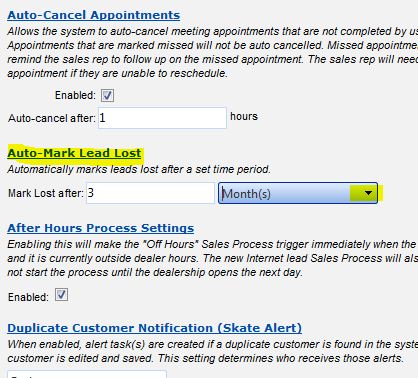 Auto-Cancel Appointments
Allows the system to auto-cancel meeting appointments that are not completed by us
Appointments that are marked missed will not be auto cancelled. Missed appointme
remind the sales rep to follow up on the missed appointment. The sales rep will need
appointment if they are unable to reschedule.
Enabled:
Auto-cancel after: 1 hours
Auto-Mark Lead Lost
Automatically marks leads lost after a set time period.
Mark Lost after: 3 Month(s)
After Hours Process Settings
Enabling this will make the "Off Hours" Sales Process trigger immediately when the
and it is currently outside dealer hours. The new Internet lead Sales Process will als
not start the process until the dealership opens the next day.
Enabled:
Duplicate Customer Notification (Skate Alert)
When enabled, alert task(s) are created if a duplicate customer is found in the syste
customer is edited and saved. This setting determines who receives those alerts.